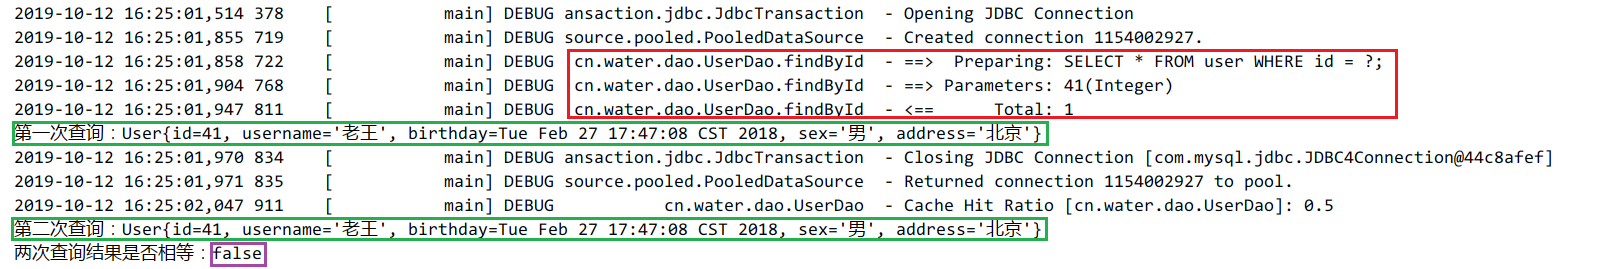 2019-10-12 16:25:01,514 378    [           main] DEBUG ansaction.jdbc.JdbcTransaction  - Opening JDBC Connection
2019-10-12 16:25:01,855 719    [           main] DEBUG source.pooled.PooledDataSource  - Created connection 1154002927.
2019-10-12 16:25:01,858 722    [           main] DEBUG  cn.water.dao.UserDao.findById  - ==>  Preparing: SELECT * FROM user WHERE id = ?;
2019-10-12 16:25:01,904 768    [           main] DEBUG  cn.water.dao.UserDao.findById  - ==> Parameters: 41(Integer)
2019-10-12 16:25:01,947 811    [           main] DEBUG  cn.water.dao.UserDao.findById  - <==      Total: 1
第一次查询：User{id=41, username='老王', birthday=Tue Feb 27 17:47:08 CST 2018, sex='男', address='北京'}
2019-10-12 16:25:01,970 834    [           main] DEBUG ansaction.jdbc.JdbcTransaction  - Closing JDBC Connection [com.mysql.jdbc.JDBC4Connection@44c8afef]
2019-10-12 16:25:01,971 835    [           main] DEBUG source.pooled.PooledDataSource  - Returned connection 1154002927 to pool.
2019-10-12 16:25:02,047 911    [           main] DEBUG           cn.water.dao.UserDao  - Cache Hit Ratio [cn.water.dao.UserDao]: 0.5
第二次查询：User{id=41, username='老王', birthday=Tue Feb 27 17:47:08 CST 2018, sex='男', address='北京'}
两次查询结果是否相等：false